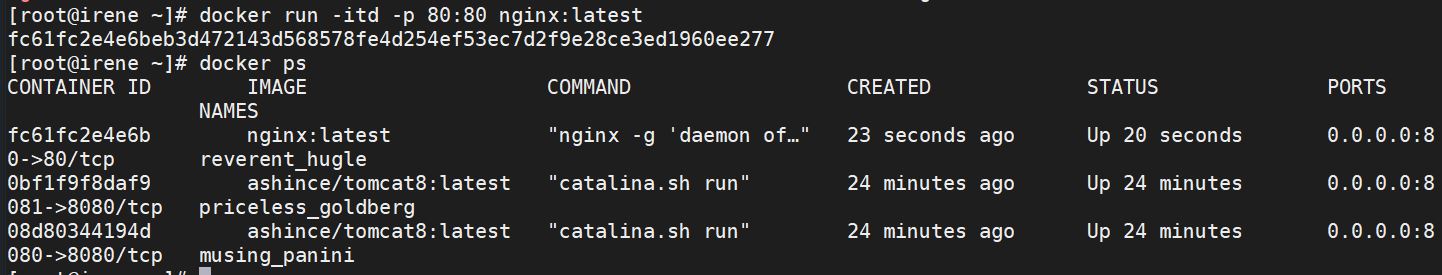 [root@irene ~]# docker run -itd -p 80:80 nginx:latest
fc61fc2e4e6beb3d472143d568578fe4d254ef53ec7d2f9e28ce3ed1960ee277
[root@irene ~]# docker ps
CONTAINER ID        IMAGE                    COMMAND                  CREATED             STATUS              PORTS
                NAMES
fc61fc2e4e6b        nginx:latest             "nginx -g 'daemon of…"   23 seconds ago      Up 20 seconds       0.0.0.0:8
0->80/tcp       reverent_hugle
0bf1f9f8daf9        ashince/tomcat8:latest   "catalina.sh run"        24 minutes ago      Up 24 minutes       0.0.0.0:8
081->8080/tcp   priceless_goldberg
08d80344194d        ashince/tomcat8:latest   "catalina.sh run"        24 minutes ago      Up 24 minutes       0.0.0.0:8
080->8080/tcp   musing_panini
[root@irene ~]#